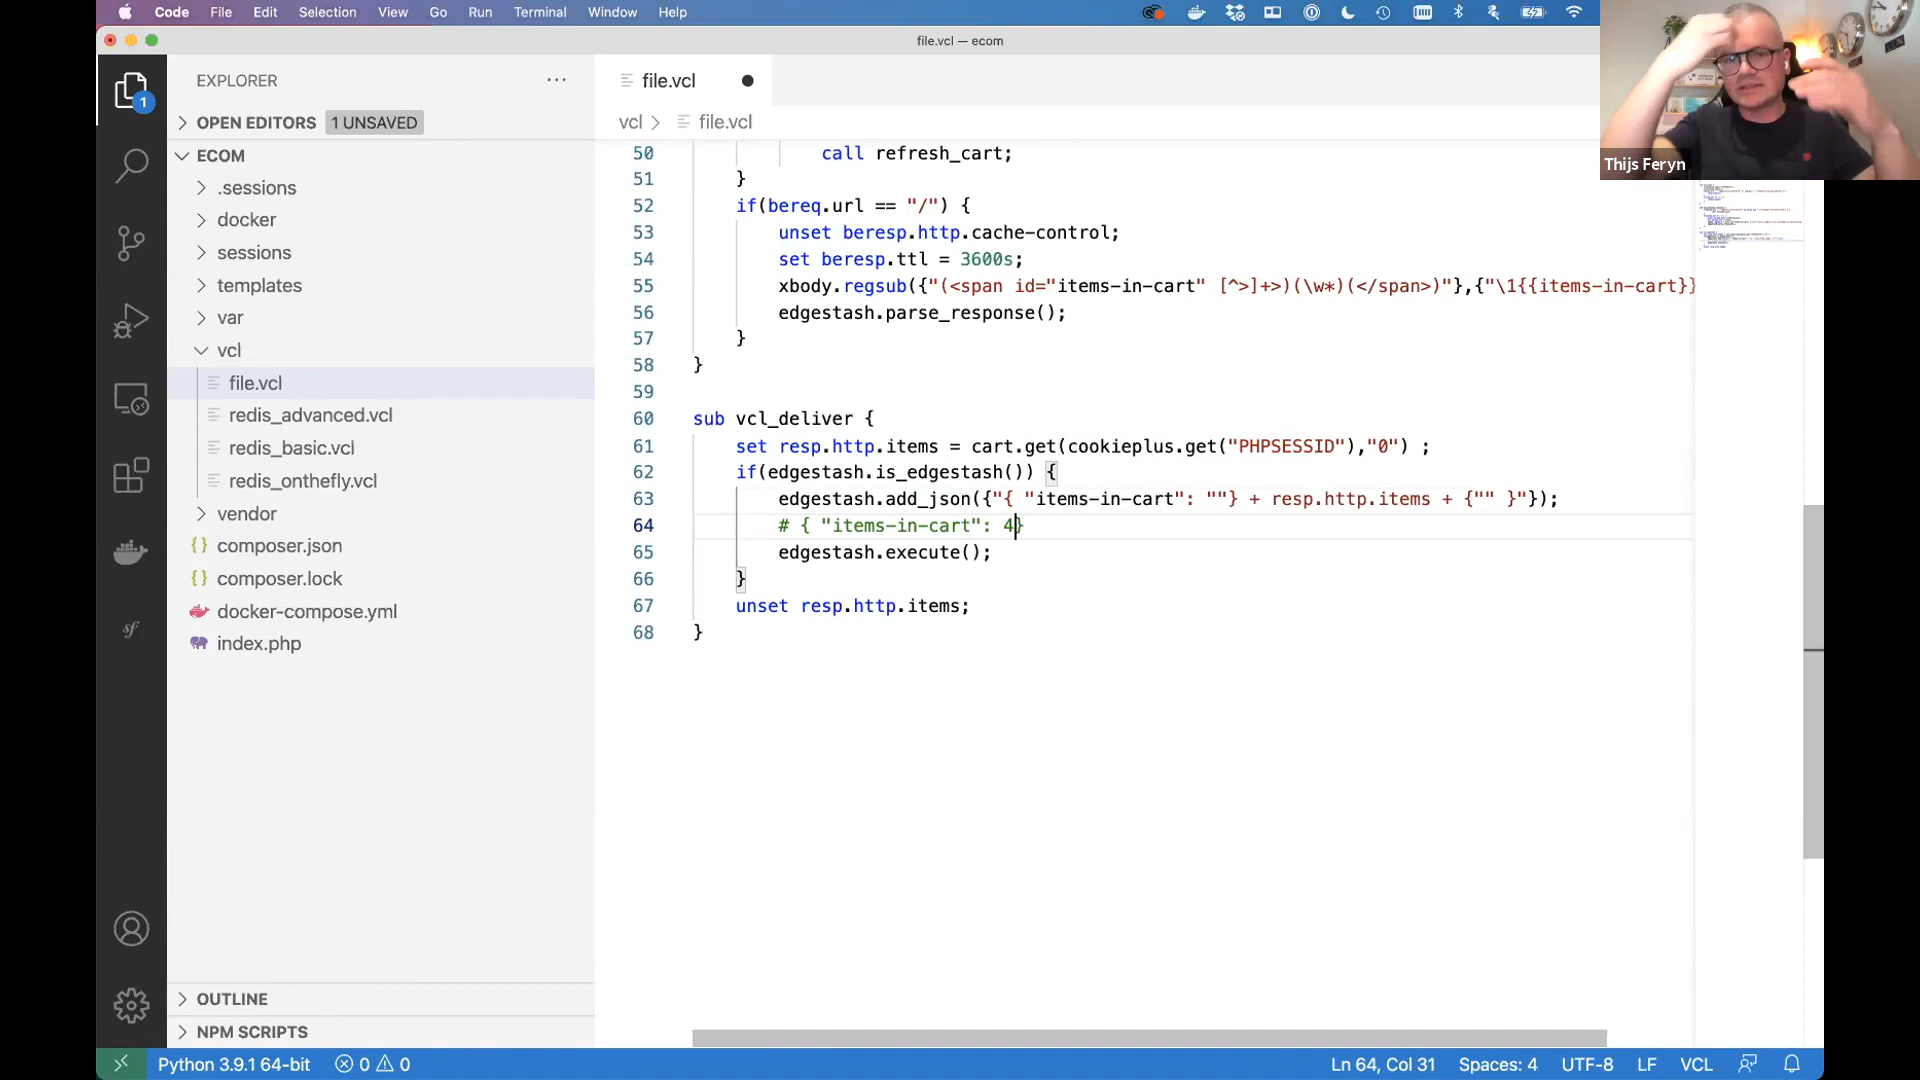 Code File Edit Selection View Go Run Terminal Window Help
file.vcl — ecom
Thijs Feryn
EXPLORER
OPEN EDITORS 1 UNSAVED
ECOM
.sessions
docker
sessions
templates
var
vcl
file.vcl
redis_advanced.vcl
redis_basic.vcl
redis_onthefly.vcl
vendor
composer.json
composer.lock
docker-compose.yml
index.php
OUTLINE
NPM SCRIPTS
1
file.vcl
vcl > file.vcl
50 call refresh_cart;
51 }
52 if(bereq.url == "/") {
53 unset beresp.http.cache-control;
54 set beresp.ttl = 3600s;
55 xbody.regsub({"(<span id="items-in-cart" [^>]+>)(\w*)(</span>)"},{"\1{{items-in-cart}}
56 edgestash.parse_response();
57 }
58 }
59
60 sub vcl_deliver {
61 set resp.http.items = cart.get(cookieplus.get("PHPSESSID"),"0") ;
62 if(edgestash.is_edgestash()) {
63 edgestash.add_json({"{ "items-in-cart": ""} + resp.http.items + {"" }"});
64 # { "items-in-cart": 4}
65 edgestash.execute();
66 }
67 unset resp.http.items;
68 }
Python 3.9.1 64-bit 0 0 Ln 64, Col 31 Spaces: 4 UTF-8 LF VCL